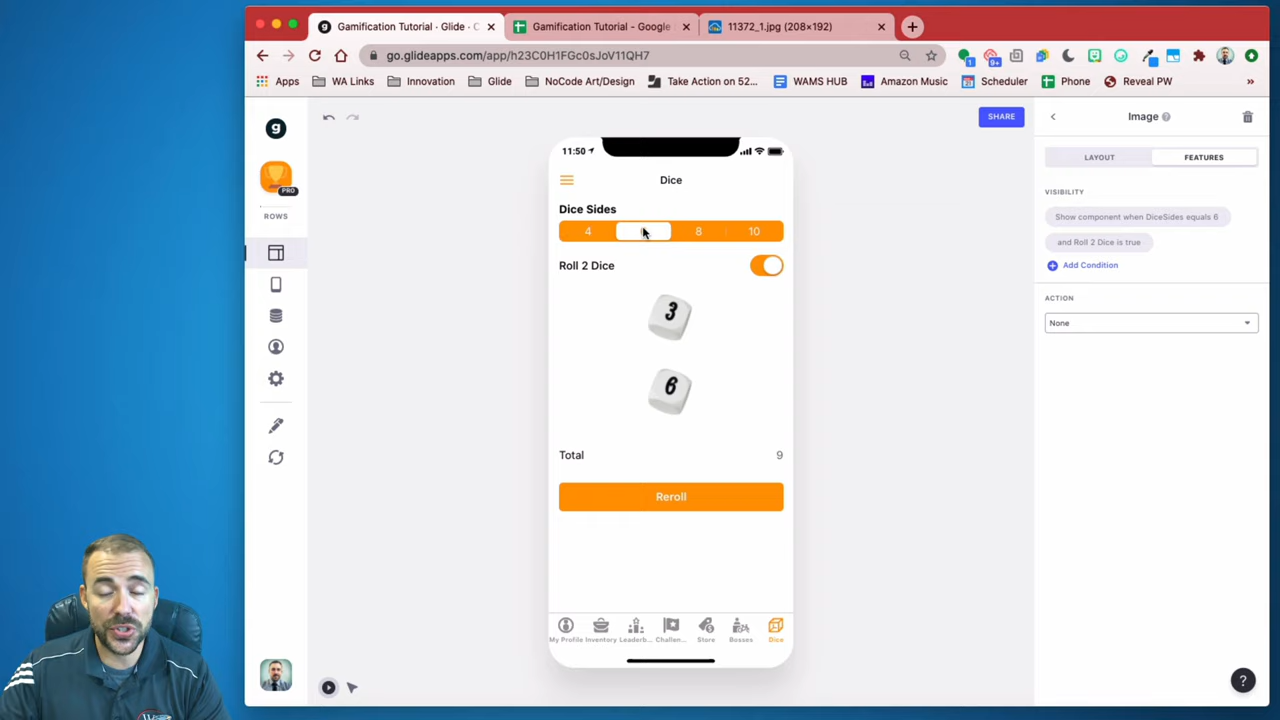 Gamification Tutorial · Glide · C
Gamification Tutorial - Google
11372_1.jpg (208×192)
go.glideapps.com/app/h23C0H1FGc0sJoV11QH7
Apps
WA Links
Innovation
Glide
NoCode Art/Design
Take Action on 52...
WAMS HUB
Amazon Music
Scheduler
Phone
Reveal PW
»
g
PRO
ROWS
SHARE
11:50
Dice
Dice Sides
4
8
10
Roll 2 Dice
3
6
Total
9
Reroll
My Profile
Inventory
Leaderb...
Challen...
Store
Bosses
Dice
Image
LAYOUT
FEATURES
VISIBILITY
Show component when DiceSides equals 6
and Roll 2 Dice is true
Add Condition
ACTION
None
?